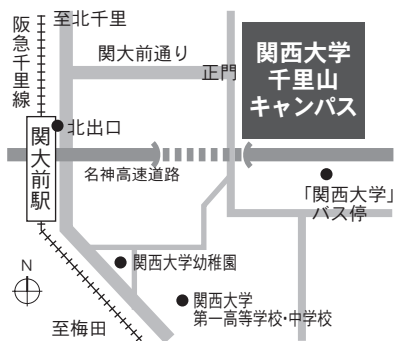 至北千里
阪急千里線
関大前通り
正門
関西大学
千里山
キャンパス
北出口
関大前駅
名神高速道路
「関西大学」
バス停
関西大学幼稚園
N
関西大学
第一高等学校・中学校
至梅田